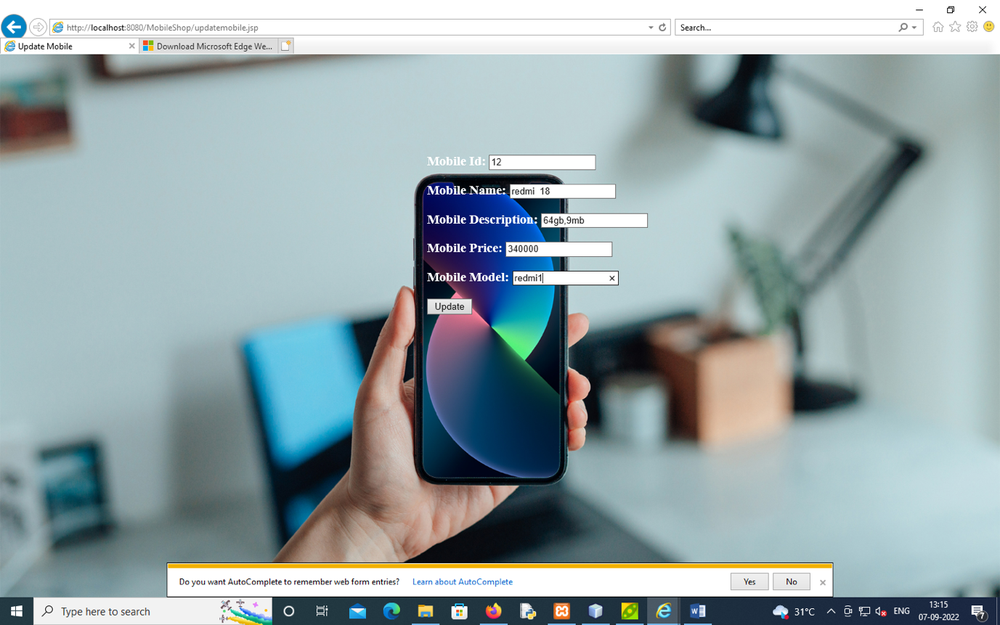 http://localhost:8080/MobileShop/updatemobile.jsp
Search...
Update Mobile
Download Microsoft Edge We...
Mobile Id: 12
Mobile Name: redmi 18
Mobile Description: 64gb,9mb
Mobile Price: 340000
Mobile Model: redmi1
Update
Do you want AutoComplete to remember web form entries? Learn about AutoComplete Yes No
Type here to search
31°C ENG 13:15
07-09-2022 7